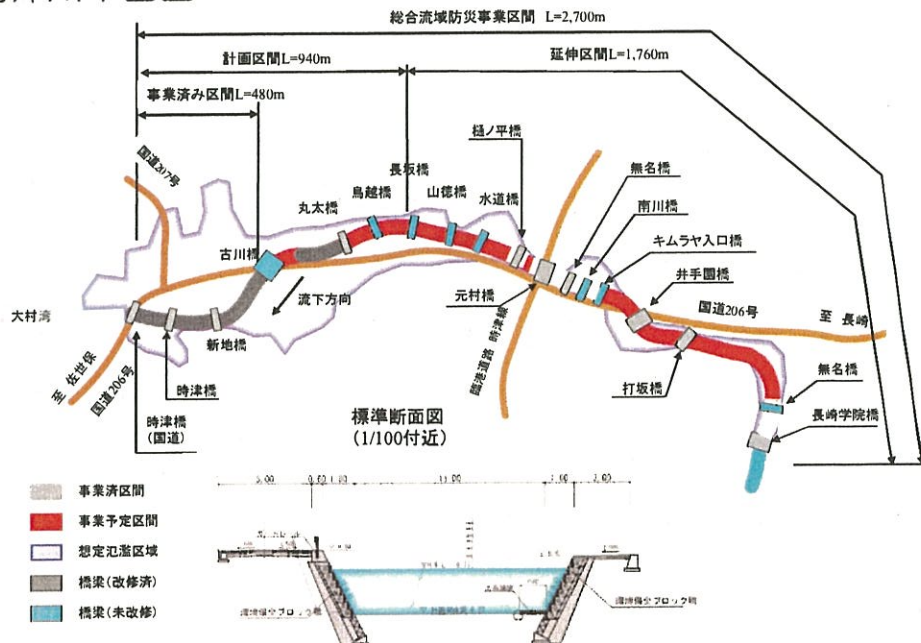 総合流域防災事業区間 L=2,700m
計画区間L=940m
延伸区間L=1,760m
事業済み区間L=480m
樋ノ平橋
国道207号
長坂橋
無名橋
鳥越橋
山徳橋
丸太橋
水道橋
南川橋
古川橋
キムラヤ入口橋
井手園橋
元村橋
流下方向
国道206号
至 長崎
大村湾
新地橋
臨港道路 時津線
至 佐世保
国道206号
時津橋
打坂橋
無名橋
時津橋
(国道)
標準断面図
(1/100付近)
長崎学院橋
事業済区間
事業予定区間
想定氾濫区域
橋梁(改修済)
橋梁(未改修)
環境保全ブロック積